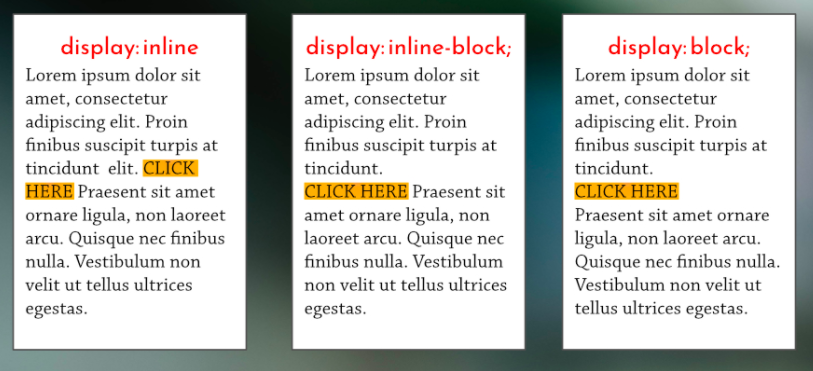 display: inline
Lorem ipsum dolor sit
amet, consectetur
adipiscing elit. Proin
finibus suscipit turpis at
tincidunt  elit. CLICK
HERE Praesent sit amet
ornare ligula, non laoreet
arcu. Quisque nec finibus
nulla. Vestibulum non
velit ut tellus ultrices
egestas.
display: inline-block;
Lorem ipsum dolor sit
amet, consectetur
adipiscing elit. Proin
finibus suscipit turpis at
tincidunt.
CLICK HERE Praesent sit
amet ornare ligula, non
laoreet arcu. Quisque nec
finibus nulla. Vestibulum
non velit ut tellus ultrices
egestas.
display: block;
Lorem ipsum dolor sit
amet, consectetur
adipiscing elit. Proin
finibus suscipit turpis at
tincidunt.
CLICK HERE
Praesent sit amet ornare
ligula, non laoreet arcu.
Quisque nec finibus nulla.
Vestibulum non velit ut
tellus ultrices egestas.